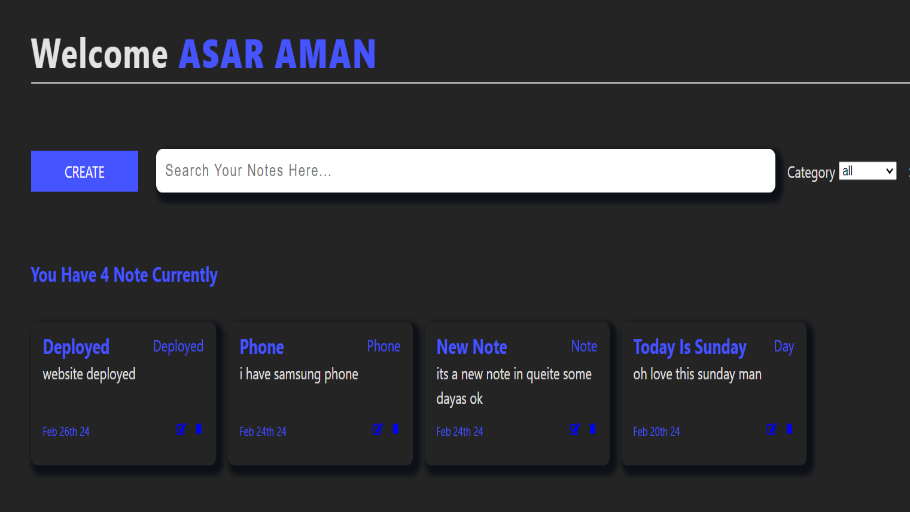 Welcome ASAR AMAN
CREATE
Search Your Notes Here...
Category all
You Have 4 Note Currently
Deployed Deployed
website deployed
Feb 26th 24
Phone Phone
i have samsung phone
Feb 24th 24
New Note Note
its a new note in queite some
dayas ok
Feb 24th 24
Today Is Sunday Day
oh love this sunday man
Feb 20th 24